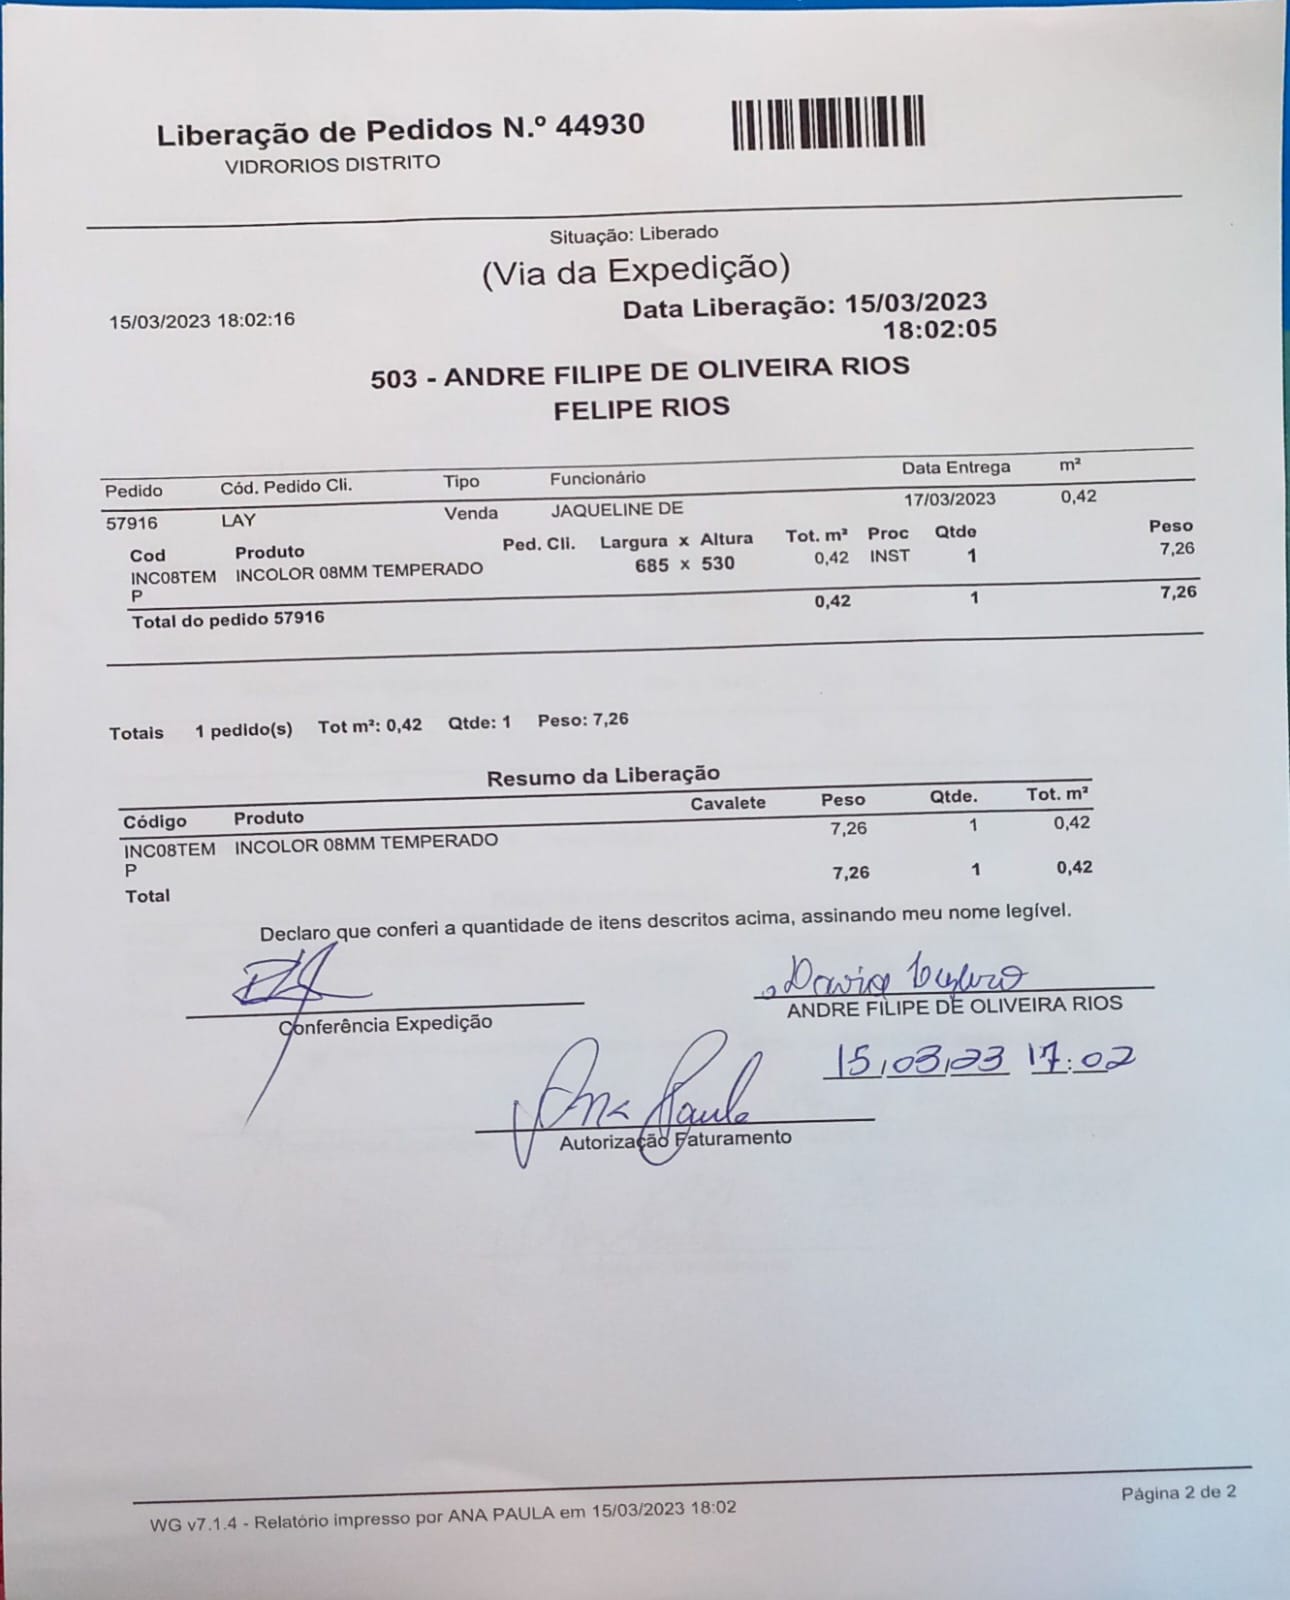 Liberação de Pedidos N.º 44930
VIDRORIOS DISTRITO
Situação: Liberado
(Via da Expedição)
15/03/2023 18:02:16
Data Liberação: 15/03/2023
18:02:05
503 - ANDRE FILIPE DE OLIVEIRA RIOS
FELIPE RIOS
Pedido Cód. Pedido Cli. Tipo Funcionário Data Entrega m²
57916 LAY Venda JAQUELINE DE 17/03/2023 0,42
Cod Produto Ped. Cli. Largura x Altura Tot. m² Proc Qtde Peso
INC08TEM INCOLOR 08MM TEMPERADO 685 x 530 0,42 INST 1 7,26
P
Total do pedido 57916 0,42 1 7,26
Totais 1 pedido(s) Tot m²: 0,42 Qtde: 1 Peso: 7,26
Resumo da Liberação
Código Produto Cavalete Peso Qtde. Tot. m²
INC08TEM INCOLOR 08MM TEMPERADO 7,26 1 0,42
P
Total 7,26 1 0,42
Declaro que conferi a quantidade de itens descritos acima, assinando meu nome legível.
Conferência Expedição
ANDRE FILIPE DE OLIVEIRA RIOS
15/03/23 17:02
Ana Paula
Autorização Faturamento
WG v7.1.4 - Relatório impresso por ANA PAULA em 15/03/2023 18:02
Página 2 de 2